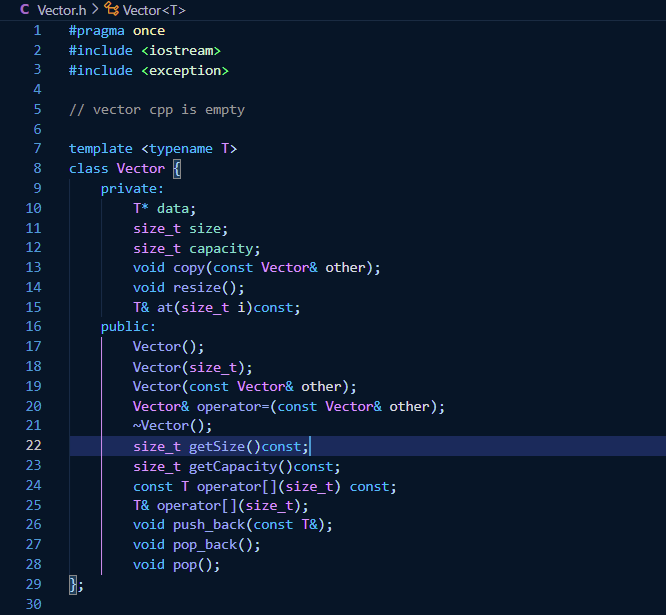 Vector.h > Vector<T>
1 #pragma once
2 #include <iostream>
3 #include <exception>
4
5 // vector cpp is empty
6
7 template <typename T>
8 class Vector {
9     private:
10         T* data;
11         size_t size;
12         size_t capacity;
13         void copy(const Vector& other);
14         void resize();
15         T& at(size_t i)const;
16     public:
17         Vector();
18         Vector(size_t);
19         Vector(const Vector& other);
20         Vector& operator=(const Vector& other);
21         ~Vector();
22         size_t getSize()const;
23         size_t getCapacity()const;
24         const T operator[](size_t) const;
25         T& operator[](size_t);
26         void push_back(const T&);
27         void pop_back();
28         void pop();
29 };
30